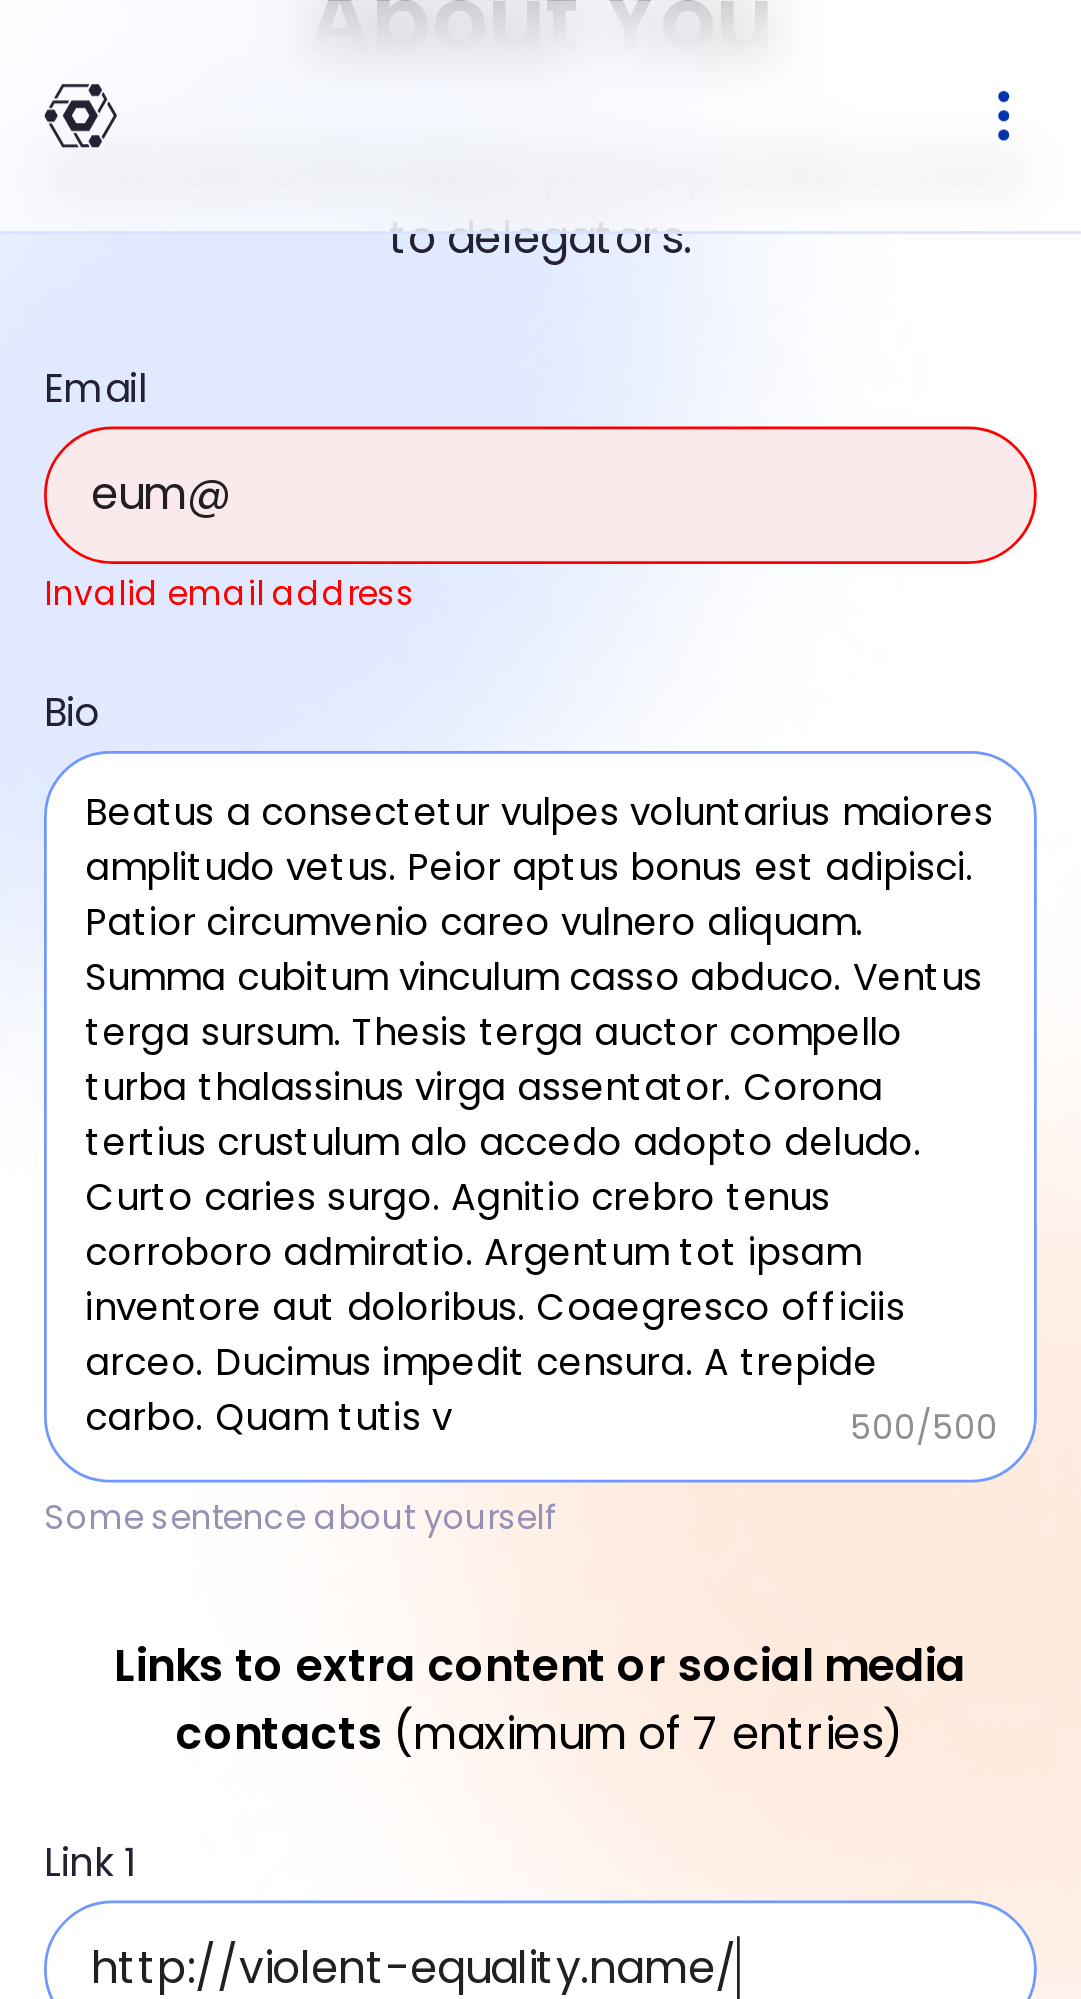 About You
to delegators.
Email
eum@
Invalid email address
Bio
Beatus a consectetur vulpes voluntarius maiores
amplitudo vetus. Peior aptus bonus est adipisci.
Patior circumvenio careo vulnero aliquam.
Summa cubitum vinculum casso abduco. Ventus
terga sursum. Thesis terga auctor compello
turba thalassinus virga assentator. Corona
tertius crustulum alo accedo adopto deludo.
Curto caries surgo. Agnitio crebro tenus
corroboro admiratio. Argentum tot ipsam
inventore aut doloribus. Coaegresco officiis
arceo. Ducimus impedit censura. A trepide
carbo. Quam tutis v
500/500
Some sentence about yourself
Links to extra content or social media
contacts (maximum of 7 entries)
Link 1
http://violent-equality.name/